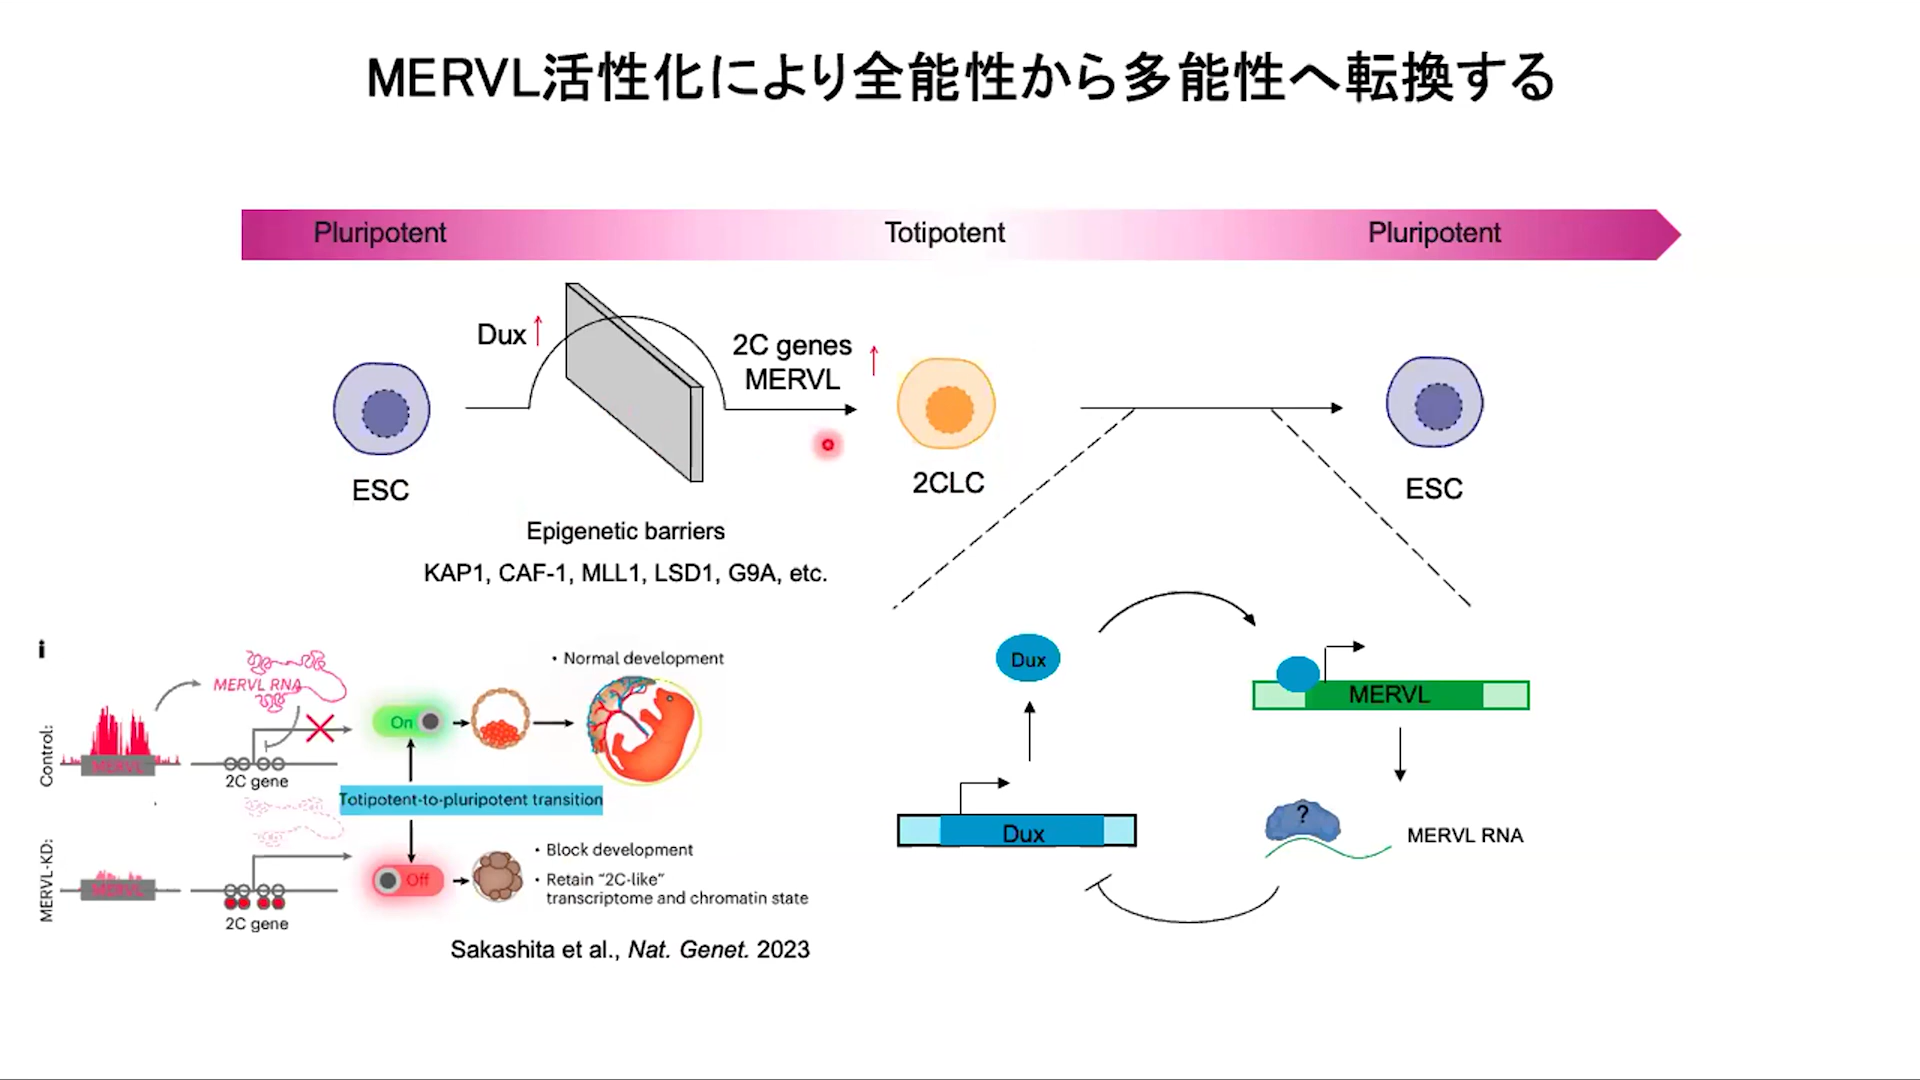 MERVL活性化により全能性から多能性へ転換する
Pluripotent
Totipotent
Pluripotent
Dux
2C genes
MERVL
ESC
2CLC
ESC
Epigenetic barriers
KAP1, CAF-1, MLL1, LSD1, G9A, etc.
i
Control:
MERVL RNA
MERVL
2C gene
On
• Normal development
Totipotent-to-pluripotent transition
MERVL-KD:
MERVL
2C gene
Off
• Block development
• Retain “2C-like”
transcriptome and chromatin state
Sakashita et al., Nat. Genet. 2023
Dux
MERVL
Dux
?
MERVL RNA